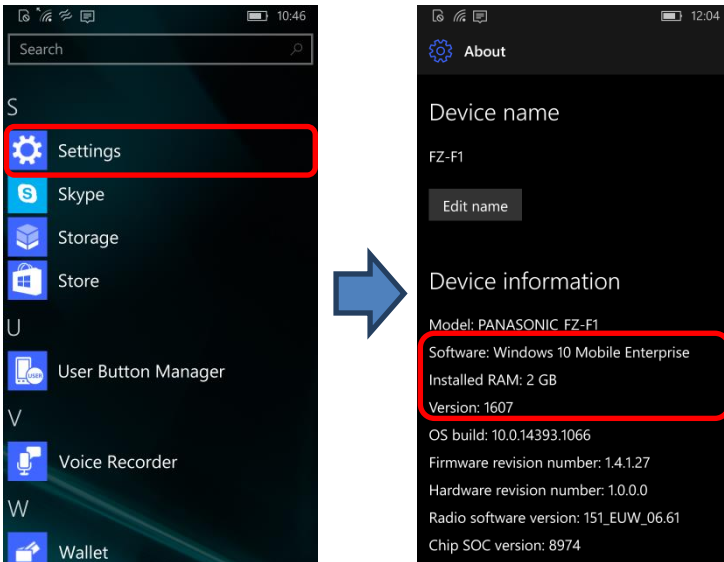 10:46
Search
S
Settings
Skype
Storage
Store
U
USER
User Button Manager
V
Voice Recorder
W
Wallet
12:04
About
Device name
FZ-F1
Edit name
Device information
Model: PANASONIC FZ-F1
Software: Windows 10 Mobile Enterprise
Installed RAM: 2 GB
Version: 1607
OS build: 10.0.14393.1066
Firmware revision number: 1.4.1.27
Hardware revision number: 1.0.0.0
Radio software version: 151_EUW_06.61
Chip SOC version: 8974